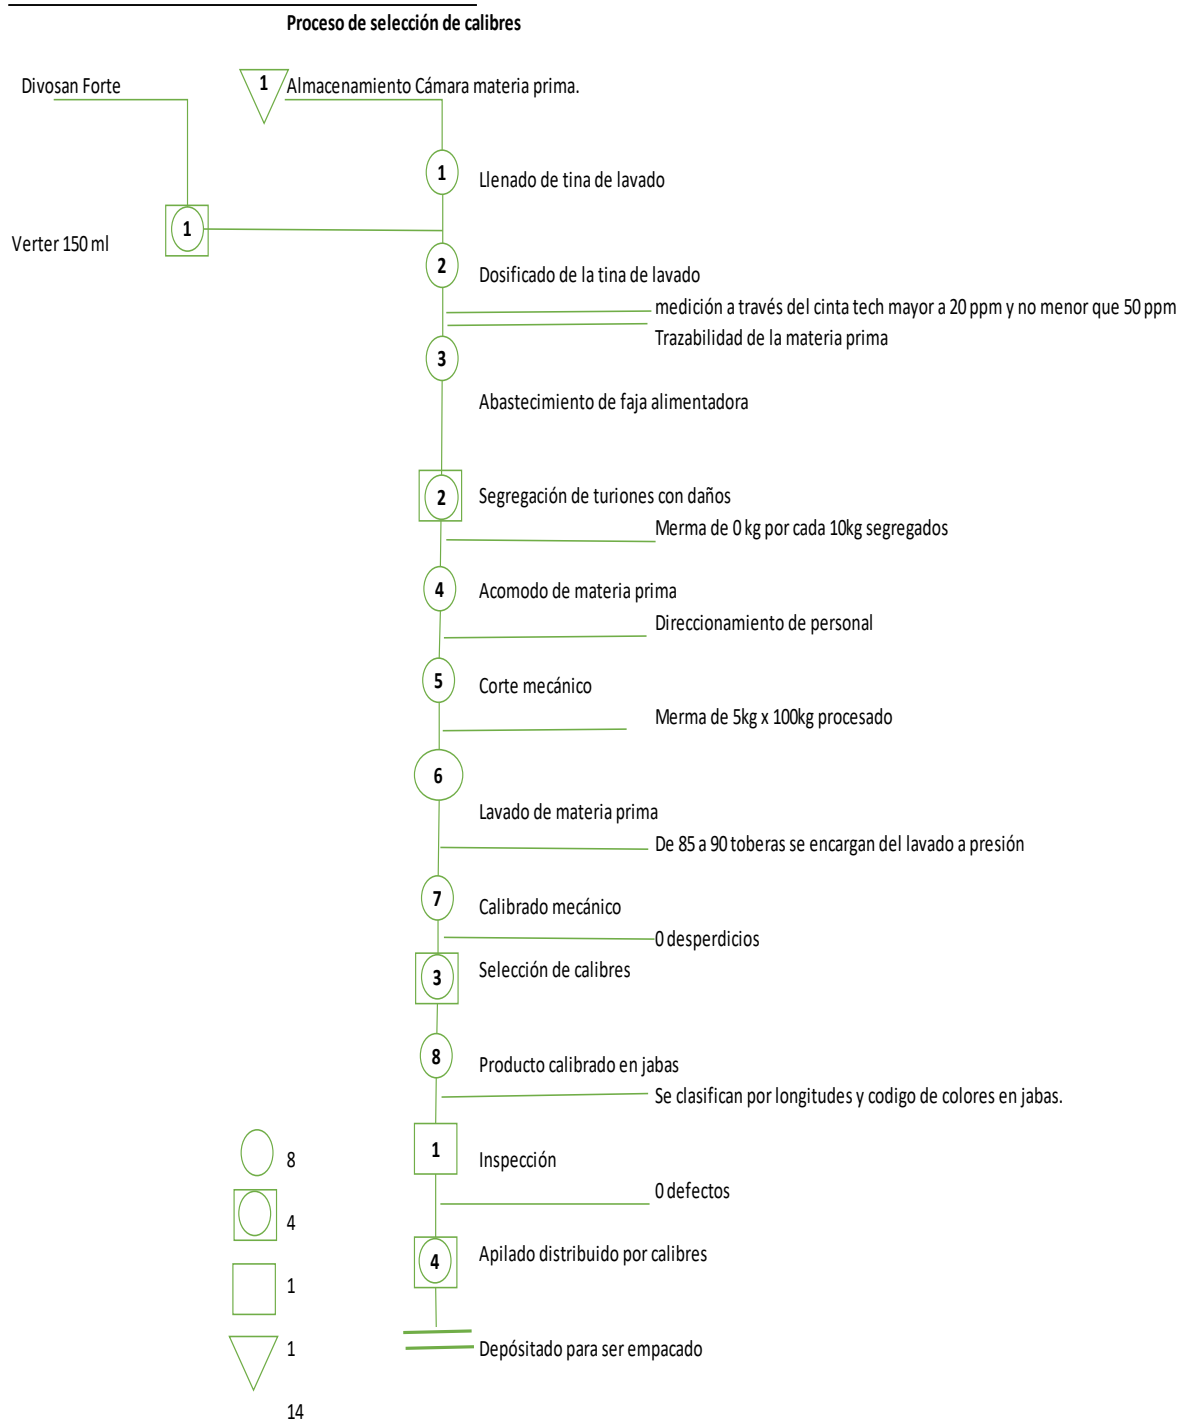 Proceso de selección de calibres
Divosan Forte
1
Almacenamiento Cámara materia prima.
1
Llenado de tina de lavado
1
Verter 150 ml
2
Dosificado de la tina de lavado
medición a través del cinta tech mayor a 20 ppm y no menor que 50 ppm
Trazabilidad de la materia prima
3
Abastecimiento de faja alimentadora
2
Segregación de turiones con daños
Merma de 0 kg por cada 10kg segregados
4
Acomodo de materia prima
Direccionamiento de personal
5
Corte mecánico
Merma de 5kg x 100kg procesado
6
Lavado de materia prima
De 85 a 90 toberas se encargan del lavado a presión
7
Calibrado mecánico
0 desperdicios
3
Selección de calibres
8
Producto calibrado en jabas
Se clasifican por longitudes y codigo de colores en jabas.
1
Inspección
0 defectos
4
Apilado distribuido por calibres
Depósitado para ser empacado
8
4
1
1
14